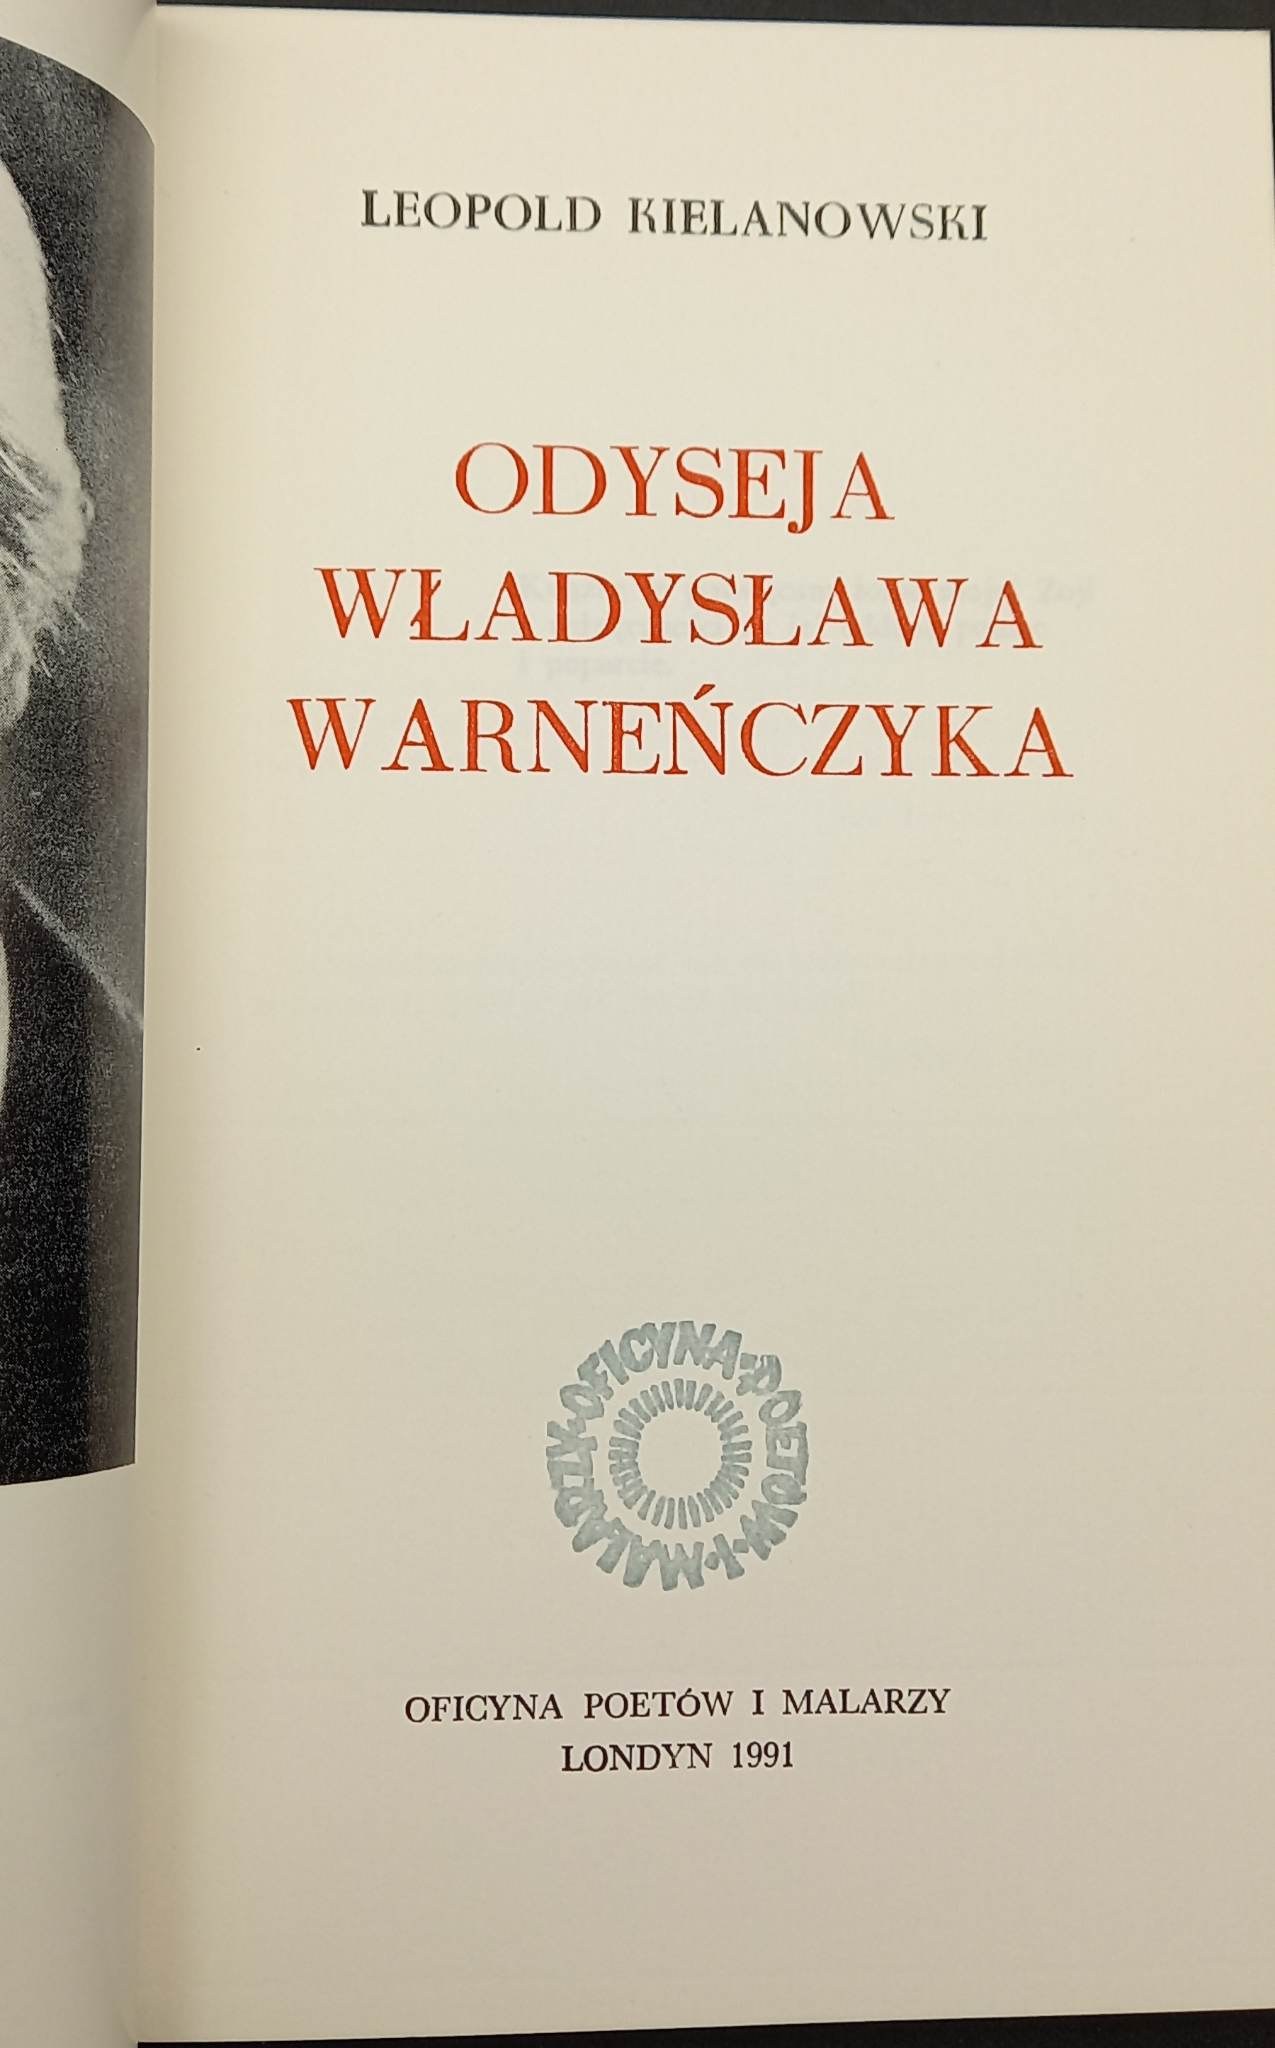 LEOPOLD KIELANOWSKI
ODYSEJA
WŁADYSŁAWA
WARNEŃCZYKA
OFICYNA · POETÓW · I · MALARZY ·
OFICYNA POETÓW I MALARZY
LONDYN 1991